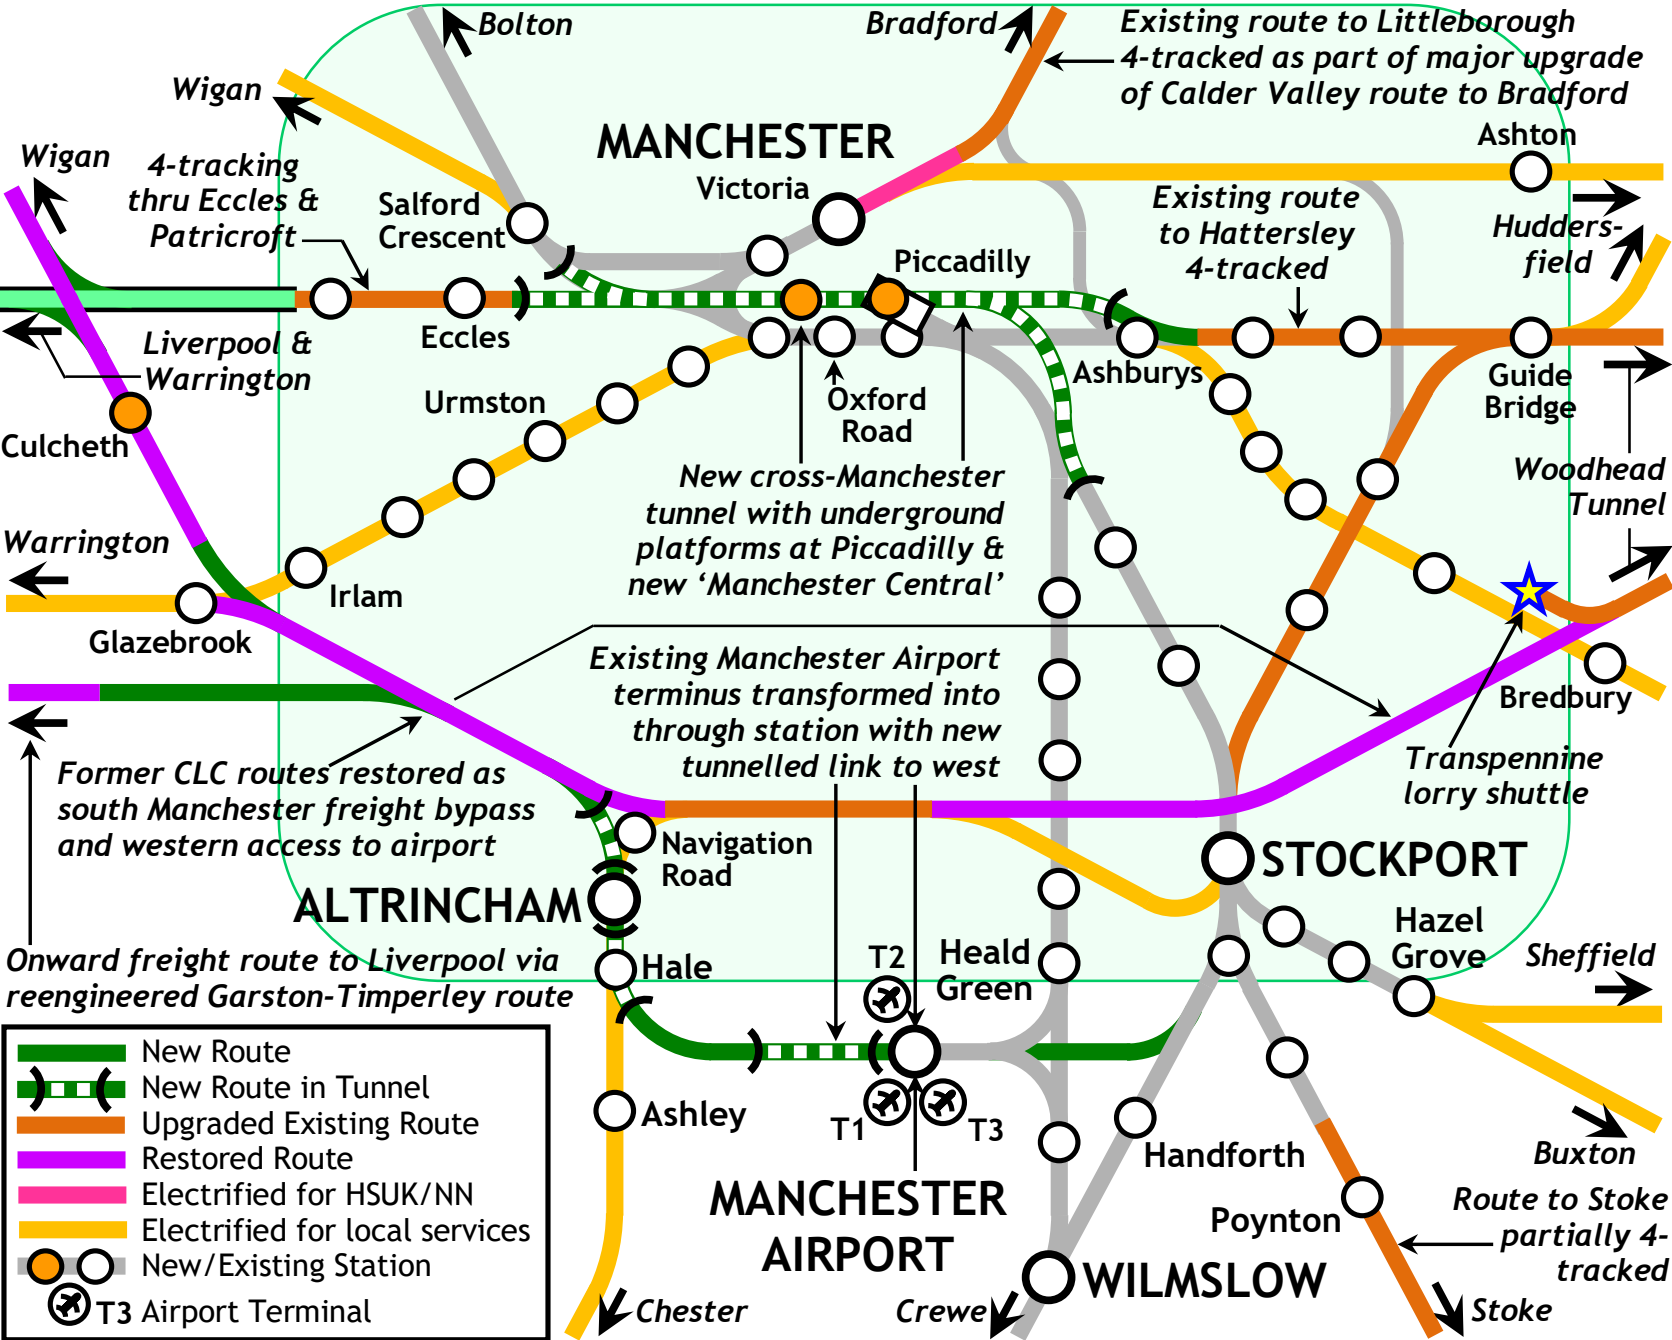 Bolton
Bradford
Existing route to Littleborough
4-tracked as part of major upgrade
of Calder Valley route to Bradford
Wigan
MANCHESTER
Victoria
Ashton
Wigan
4-tracking
thru Eccles &
Patricroft
Salford
Crescent
Existing route
to Hattersley
4-tracked
Hudders-
field
Piccadilly
Eccles
Liverpool &
Warrington
Ashburys
Guide
Bridge
Urmston
Oxford
Road
Culcheth
New cross-Manchester
tunnel with underground
platforms at Piccadilly &
new ‘Manchester Central’
Woodhead
Tunnel
Warrington
Irlam
Glazebrook
Existing Manchester Airport
terminus transformed into
through station with new
tunnelled link to west
Bredbury
Transpennine
lorry shuttle
Former CLC routes restored as
south Manchester freight bypass
and western access to airport
Navigation
Road
STOCKPORT
ALTRINCHAM
Hazel
Grove
Onward freight route to Liverpool via
reengineered Garston-Timperley route
Hale
T2
Heald
Green
Sheffield
T1
T3
Ashley
MANCHESTER
AIRPORT
Handforth
Buxton
Poynton
Route to Stoke
partially 4-
tracked
WILMSLOW
Chester
Crewe
Stoke
New Route
New Route in Tunnel
Upgraded Existing Route
Restored Route
Electrified for HSUK/NN
Electrified for local services
New/Existing Station
T3 Airport Terminal